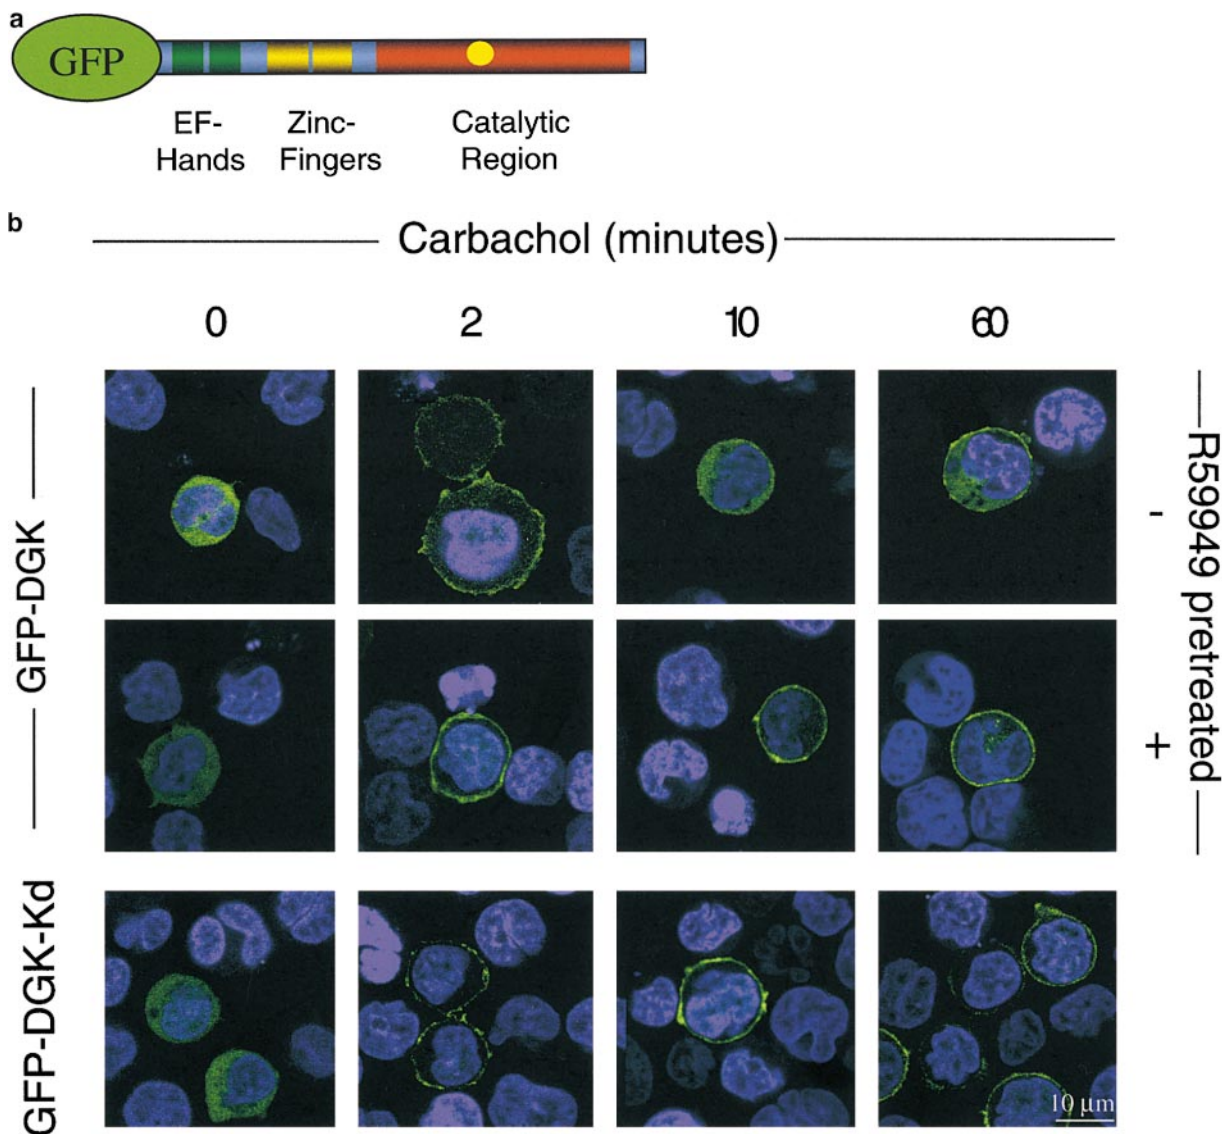 a
GFP
EF-
Hands
Zinc-
Fingers
Catalytic
Region
b
Carbachol (minutes)
0
2
10
60
GFP-DGK
GFP-DGK-Kd
-
+
R59949 pretreated
10 µm